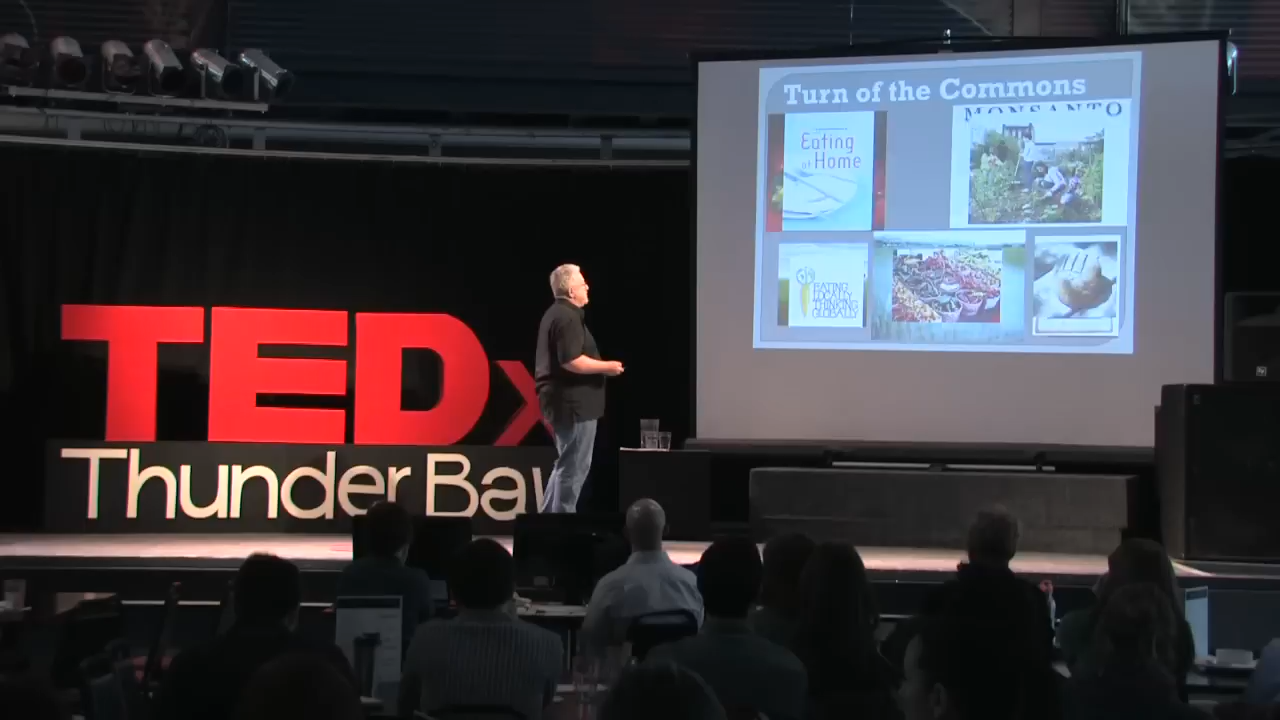 Turn of the Commons
MONSANTO
Eating
at Home
EATING
LOCALLY
THINKING
GLOBALLY
TEDx
Thunder Bay